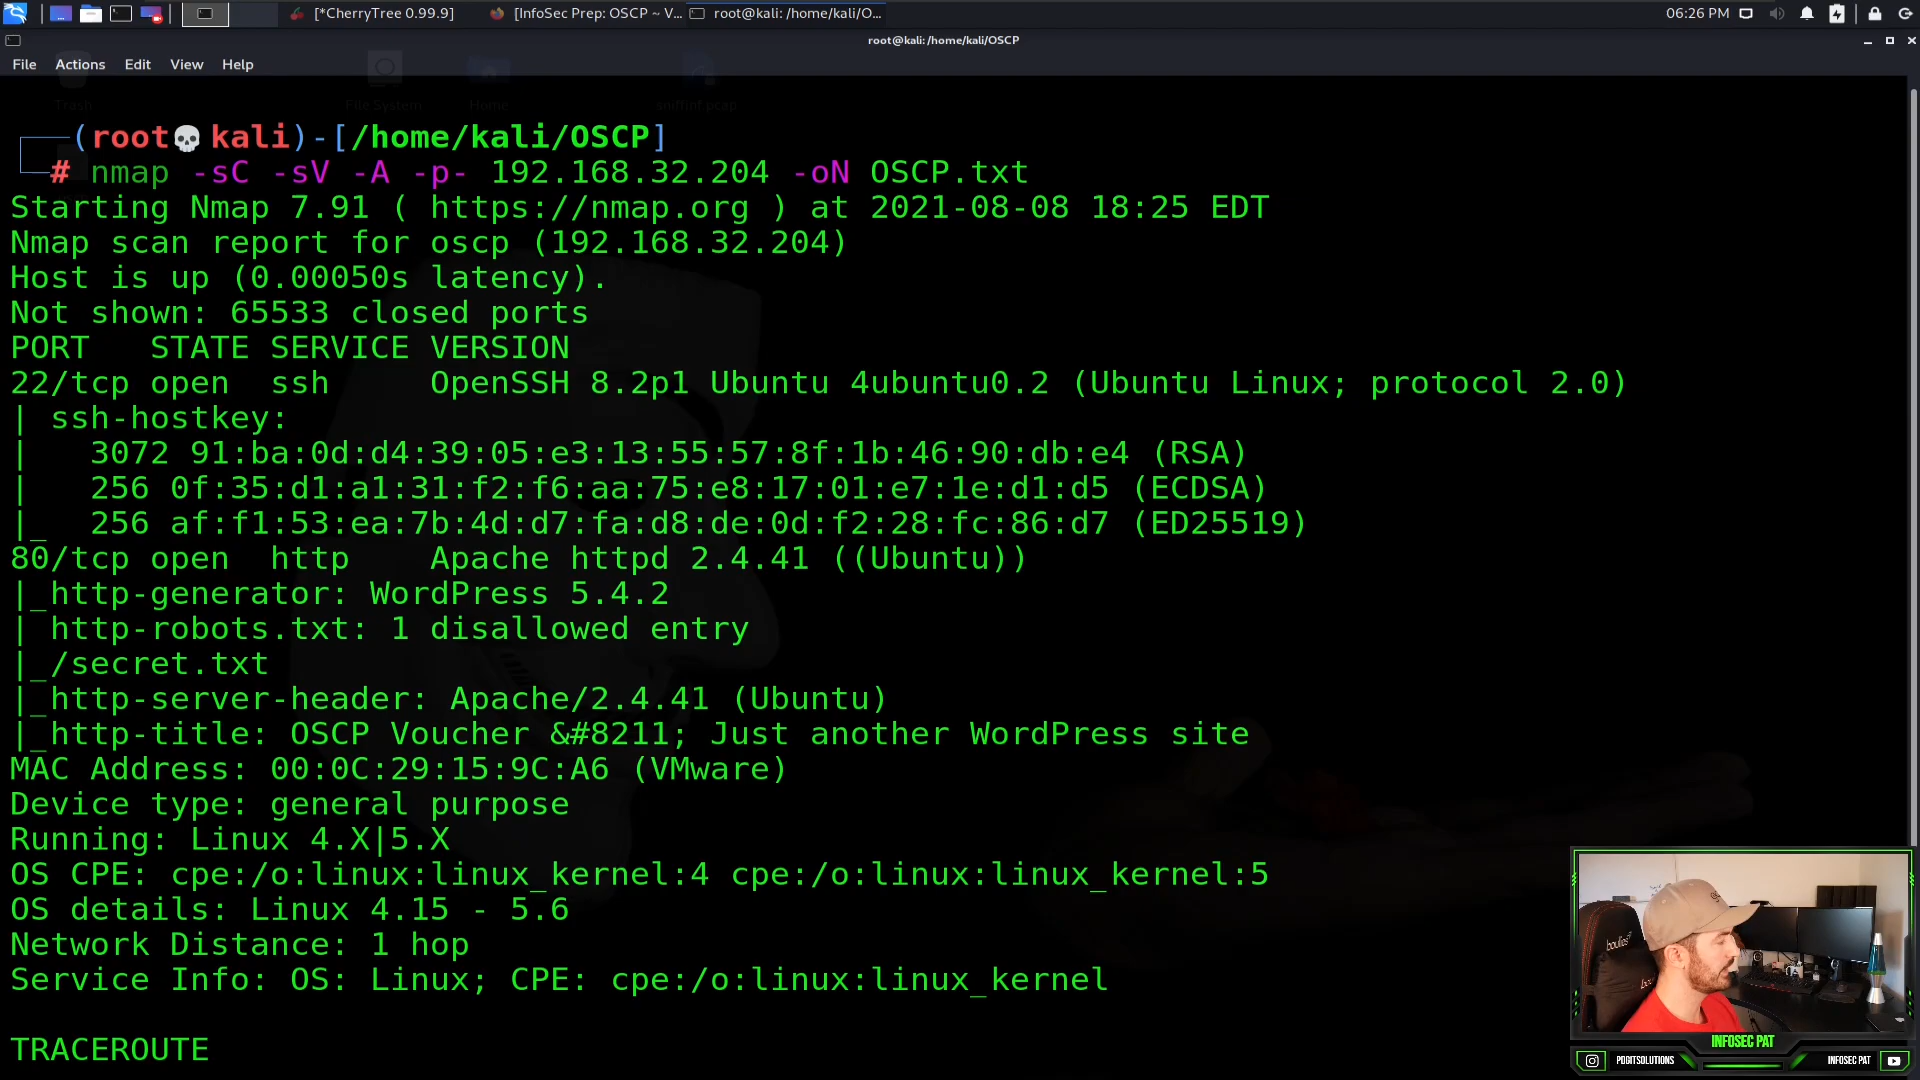 [*CherryTree 0.99.9]
[InfoSec Prep: OSCP ~ V...
root@kali: /home/kali/O...
06:26 PM
root@kali: /home/kali/OSCP
File Actions Edit View Help
Trash
File System
Home
(root💀kali)-[/home/kali/OSCP]
# nmap -sC -sV -A -p- 192.168.32.204 -oN OSCP.txt
Starting Nmap 7.91 ( https://nmap.org ) at 2021-08-08 18:25 EDT
Nmap scan report for oscp (192.168.32.204)
Host is up (0.00050s latency).
Not shown: 65533 closed ports
PORT   STATE SERVICE VERSION
22/tcp open  ssh     OpenSSH 8.2p1 Ubuntu 4ubuntu0.2 (Ubuntu Linux; protocol 2.0)
| ssh-hostkey:
|   3072 91:ba:0d:d4:39:05:e3:13:55:57:8f:1b:46:90:db:e4 (RSA)
|   256 0f:35:d1:a1:31:f2:f6:aa:75:e8:17:01:e7:1e:d1:d5 (ECDSA)
|_  256 af:f1:53:ea:7b:4d:d7:fa:d8:de:0d:f2:28:fc:86:d7 (ED25519)
80/tcp open  http    Apache httpd 2.4.41 ((Ubuntu))
|_http-generator: WordPress 5.4.2
| http-robots.txt: 1 disallowed entry
|_/secret.txt
|_http-server-header: Apache/2.4.41 (Ubuntu)
|_http-title: OSCP Voucher &#8211; Just another WordPress site
MAC Address: 00:0C:29:15:9C:A6 (VMware)
Device type: general purpose
Running: Linux 4.X|5.X
OS CPE: cpe:/o:linux:linux_kernel:4 cpe:/o:linux:linux_kernel:5
OS details: Linux 4.15 - 5.6
Network Distance: 1 hop
Service Info: OS: Linux; CPE: cpe:/o:linux:linux_kernel
TRACEROUTE
INFOSEC PAT
PDDITSOLUTIONS
INFOSEC PAT